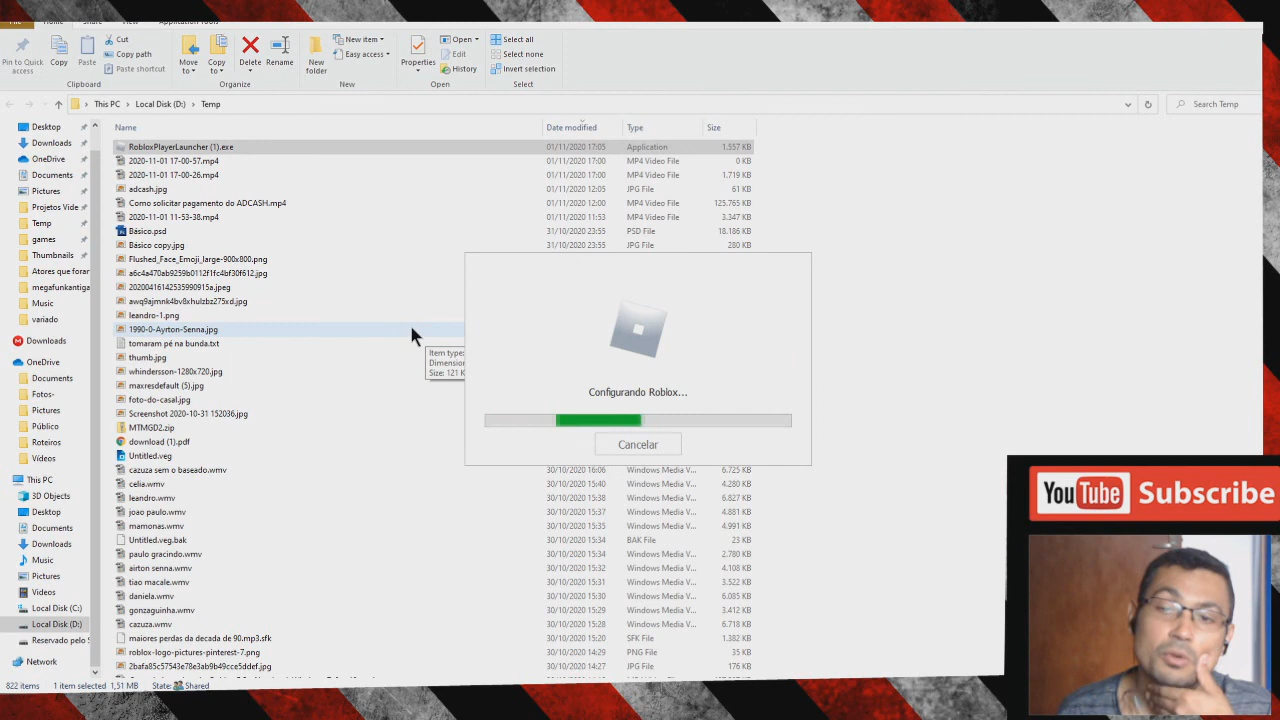 File Home Share View Application Tools
Pin to Quick access
Copy
Paste
Cut
Copy path
Paste shortcut
Clipboard
Move to
Copy to
Delete
Rename
Organize
New folder
New item
Easy access
New
Properties
Open
Edit
History
Open
Select all
Select none
Invert selection
Select
This PC › Local Disk (D:) › Temp
Search Temp
Name Date modified Type Size
Desktop
Downloads
OneDrive
Documents
Pictures
Projetos Vide
Temp
games
Thumbnails
Atores que forar
megafunkantiga
Music
variado
Downloads
OneDrive
Documents
Fotos-
Pictures
Público
Roteiros
Vídeos
This PC
3D Objects
Desktop
Documents
Downloads
Music
Pictures
Videos
Local Disk (C:)
Local Disk (D:)
Reservado pelo S
Network
RobloxPlayerLauncher (1).exe 01/11/2020 17:05 Application 1.557 KB
2020-11-01 17-00-57.mp4 01/11/2020 17:00 MP4 Video File 0 KB
2020-11-01 17-00-26.mp4 01/11/2020 17:00 MP4 Video File 1.719 KB
adcash.jpg 01/11/2020 12:05 JPG File 61 KB
Como solicitar pagamento do ADCASH.mp4 01/11/2020 12:00 MP4 Video File 125.765 KB
2020-11-01 11-53-38.mp4 01/11/2020 11:53 MP4 Video File 3.347 KB
Básico.psd 31/10/2020 23:55 PSD File 18.186 KB
Básico copy.jpg 31/10/2020 23:55 JPG File 280 KB
Flushed_Face_Emoji_large-900x800.png
a6c4a470ab9259b0112f1fc4bf30f612.jpg
20200416142535990915a.jpeg
awq9ajmnk4bv8xhulzbz275xd.jpg
leandro-1.png
1990-0-Ayrton-Senna.jpg
tomaram pé na bunda.txt
thumb.jpg
whindersson-1280x720.jpg
maxresdefault (5).jpg
foto-do-casal.jpg
Screenshot 2020-10-31 152036.jpg
MTMGD2.zip
download (1).pdf
Untitled.veg
cazuza sem o baseado.wmv 30/10/2020 16:06 Windows Media V... 6.725 KB
celia.wmv 30/10/2020 15:40 Windows Media V... 4.280 KB
leandro.wmv 30/10/2020 15:38 Windows Media V... 6.827 KB
joao paulo.wmv 30/10/2020 15:37 Windows Media V... 4.881 KB
mamonas.wmv 30/10/2020 15:35 Windows Media V... 4.991 KB
Untitled.veg.bak 30/10/2020 15:34 BAK File 23 KB
paulo gracindo.wmv 30/10/2020 15:34 Windows Media V... 2.780 KB
airton senna.wmv 30/10/2020 15:32 Windows Media V... 4.108 KB
tiao macale.wmv 30/10/2020 15:31 Windows Media V... 3.522 KB
daniela.wmv 30/10/2020 15:30 Windows Media V... 6.085 KB
gonzaguinha.wmv 30/10/2020 15:29 Windows Media V... 3.412 KB
cazuza.wmv 30/10/2020 15:28 Windows Media V... 6.718 KB
maiores perdas da decada de 90.mp3.sfk 30/10/2020 15:20 SFK File 1.382 KB
roblox-logo-pictures-pinterest-7.png 30/10/2020 14:29 PNG File 35 KB
2bafa85c57543e78e3ab9b49cce5ddef.jpg 30/10/2020 14:27 JPG File 176 KB
Item type:
Dimension
Size: 121 K
Configurando Roblox...
Cancelar
822 items 1 item selected 1,51 MB State: Shared
YouTube Subscribe